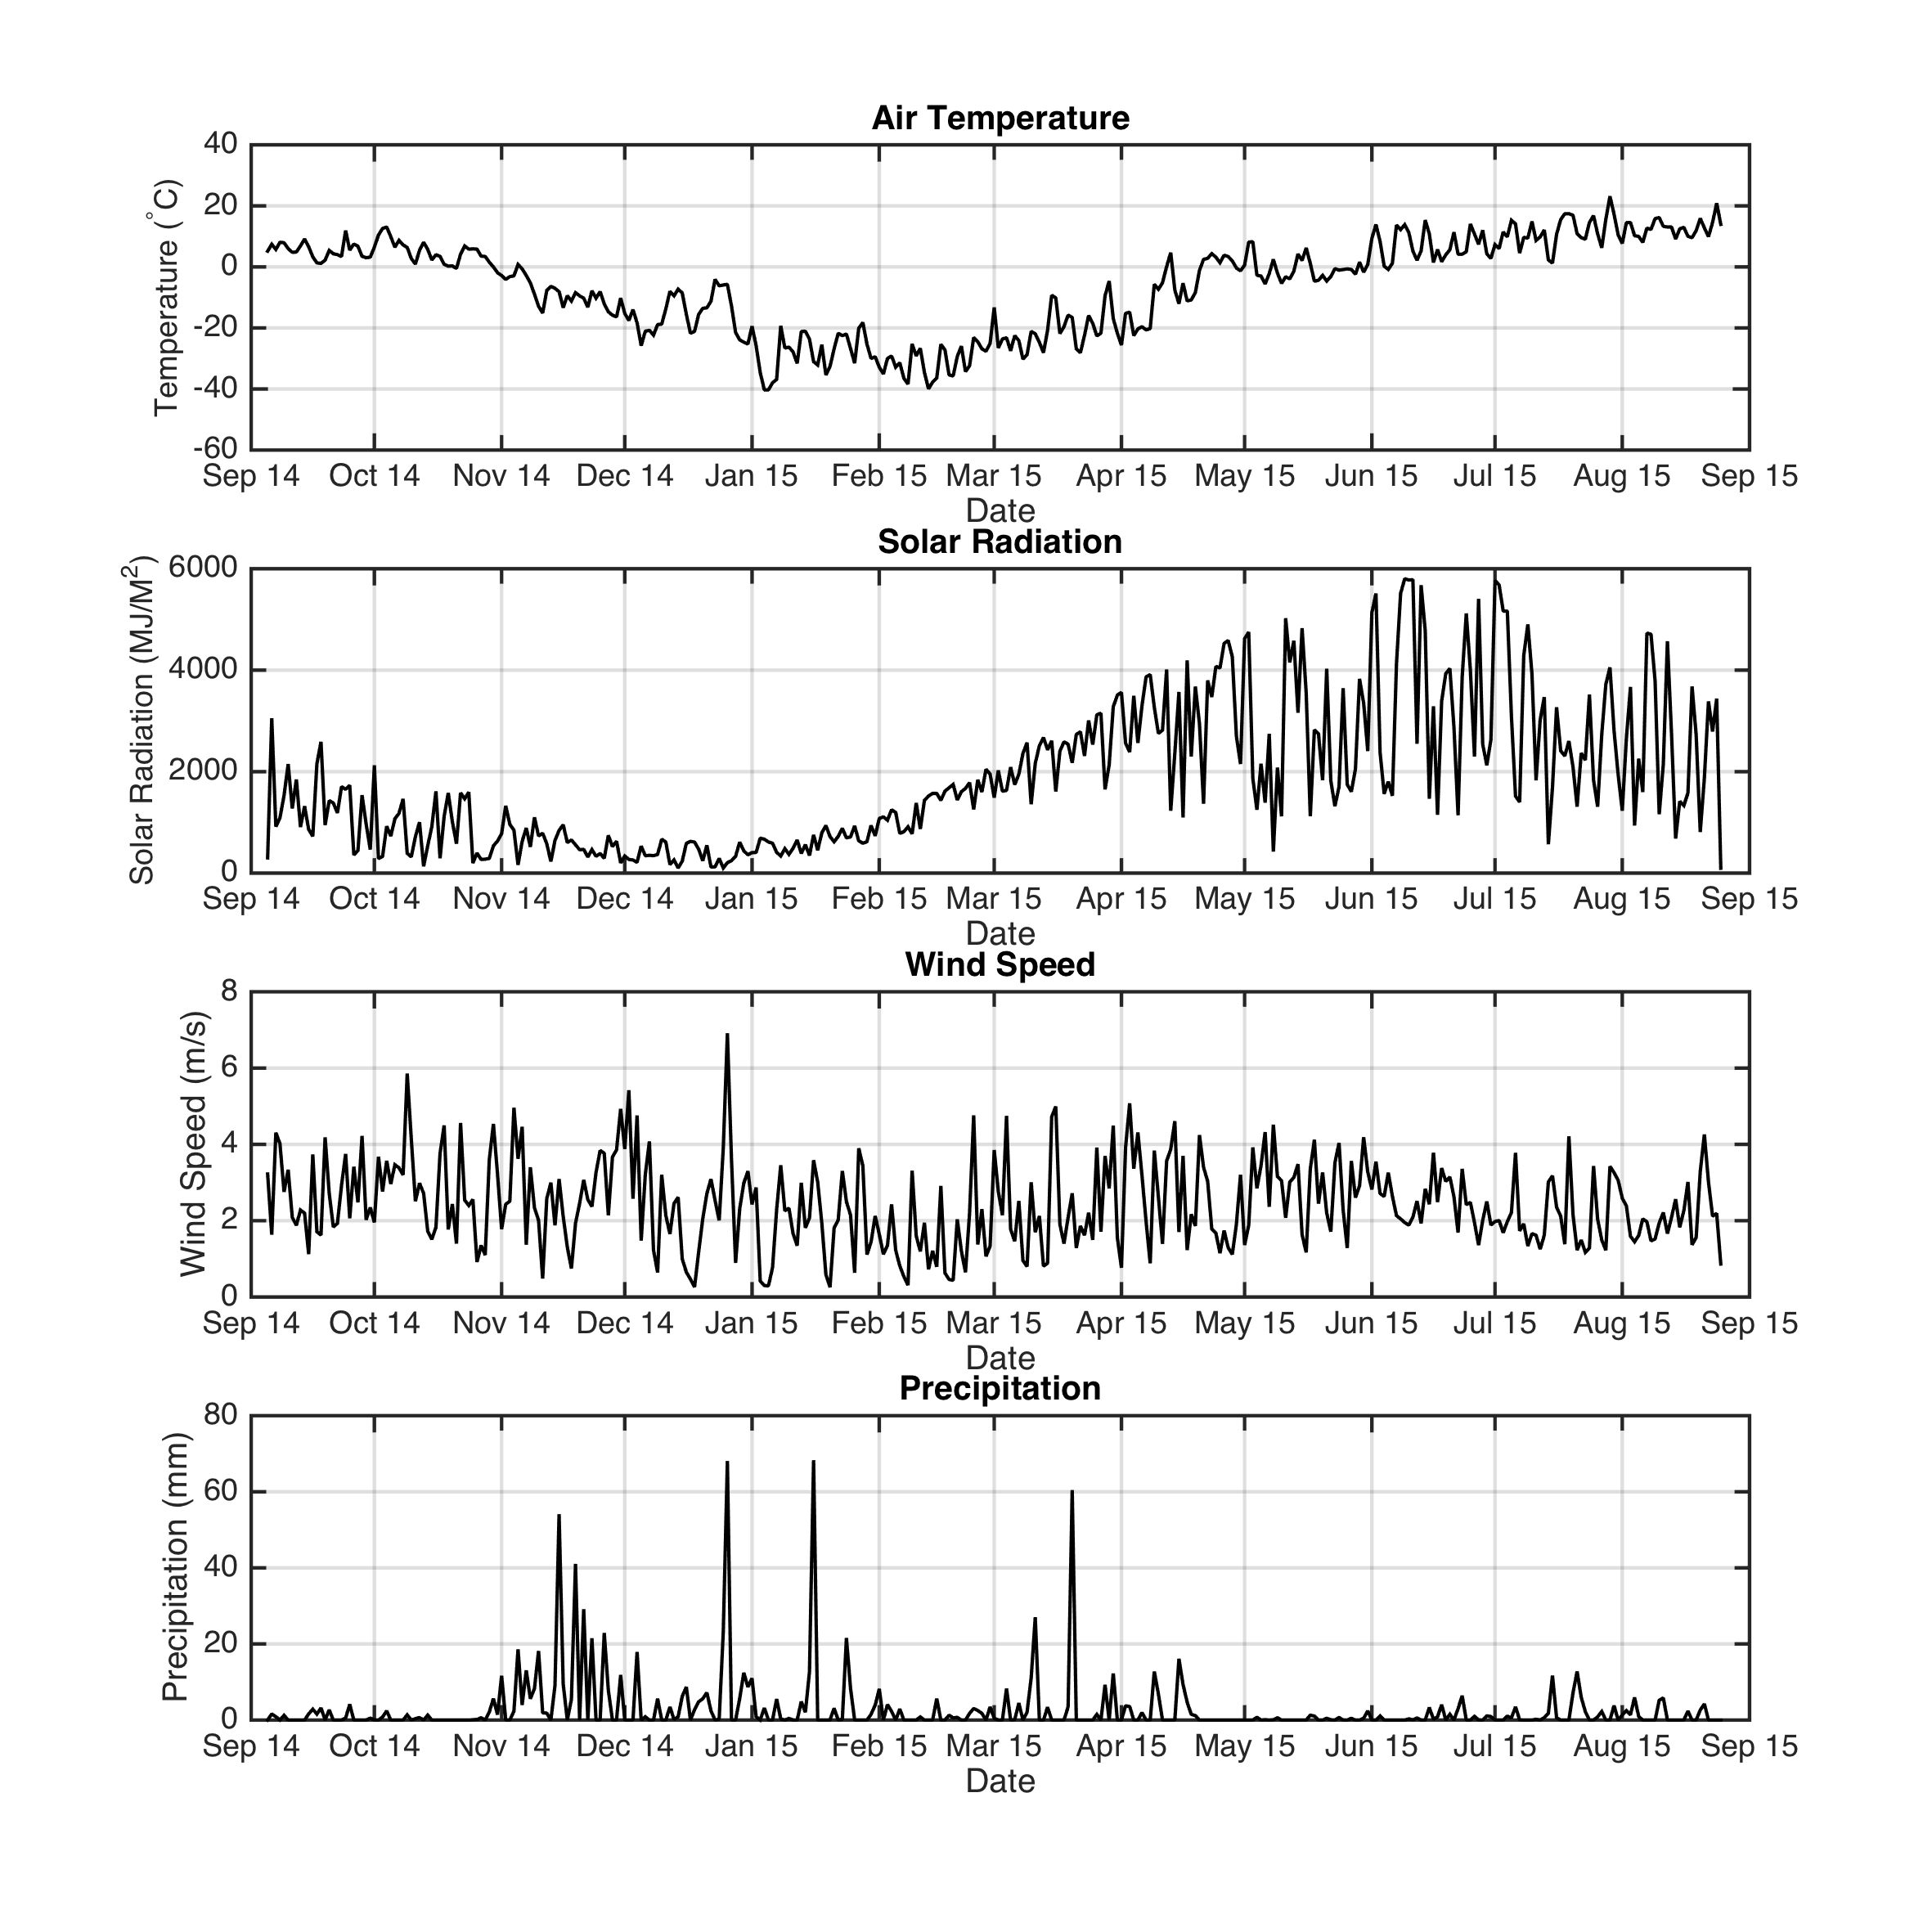 Air Temperature
40
20
0
-20
-40
-60
Temperature (°C)
Sep 14 Oct 14 Nov 14 Dec 14 Jan 15 Feb 15 Mar 15 Apr 15 May 15 Jun 15 Jul 15 Aug 15 Sep 15
Date
Solar Radiation
6000
4000
2000
0
Solar Radiation (MJ/M²)
Sep 14 Oct 14 Nov 14 Dec 14 Jan 15 Feb 15 Mar 15 Apr 15 May 15 Jun 15 Jul 15 Aug 15 Sep 15
Date
Wind Speed
8
6
4
2
0
Wind Speed (m/s)
Sep 14 Oct 14 Nov 14 Dec 14 Jan 15 Feb 15 Mar 15 Apr 15 May 15 Jun 15 Jul 15 Aug 15 Sep 15
Date
Precipitation
80
60
40
20
0
Precipitation (mm)
Sep 14 Oct 14 Nov 14 Dec 14 Jan 15 Feb 15 Mar 15 Apr 15 May 15 Jun 15 Jul 15 Aug 15 Sep 15
Date